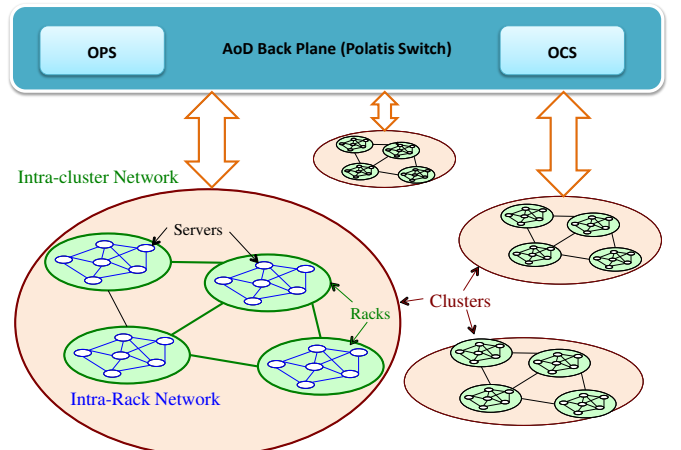 OPS
AoD Back Plane (Polatis Switch)
OCS
Intra-cluster Network
Servers
Racks
Clusters
Intra-Rack Network